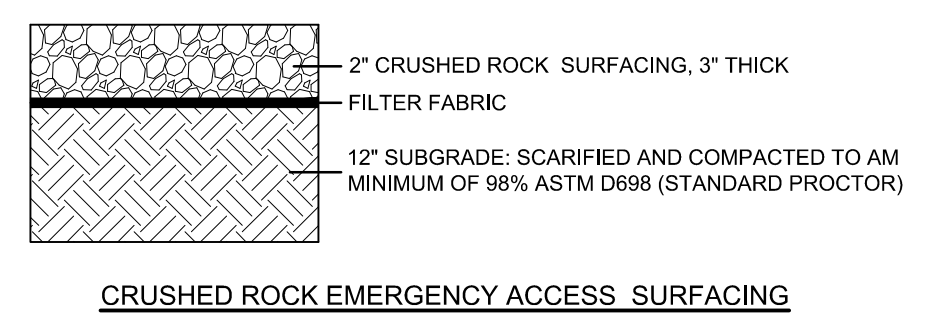 2" CRUSHED ROCK SURFACING, 3" THICK
FILTER FABRIC
12" SUBGRADE: SCARIFIED AND COMPACTED TO AM
MINIMUM OF 98% ASTM D698 (STANDARD PROCTOR)
CRUSHED ROCK EMERGENCY ACCESS SURFACING